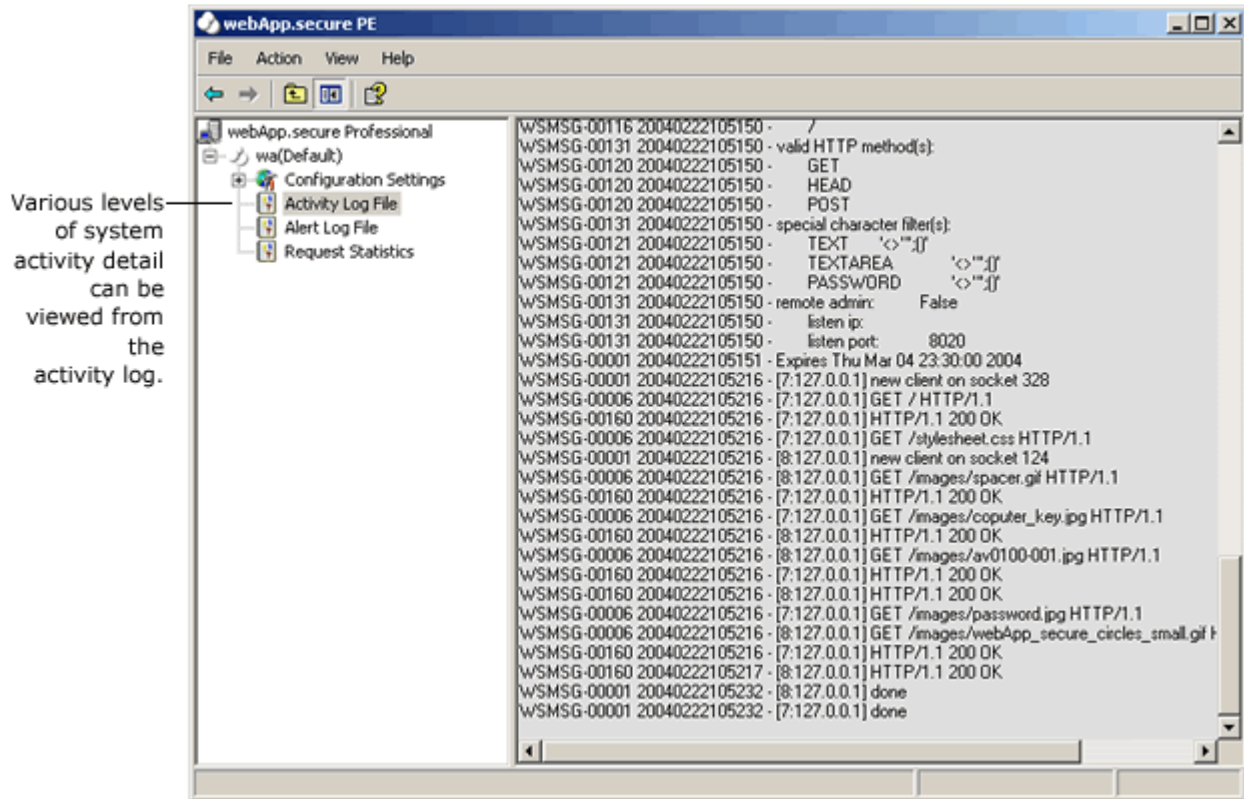 webApp.secure PE
File Action View Help
webApp.secure Professional
wa(Default)
Configuration Settings
Activity Log File
Alert Log File
Request Statistics
Various levels
of system
activity detail
can be
viewed from
the
activity log.
WSMSG-00116 20040222105150 - /
WSMSG-00131 20040222105150 - valid HTTP method(s):
WSMSG-00120 20040222105150 - GET
WSMSG-00120 20040222105150 - HEAD
WSMSG-00120 20040222105150 - POST
WSMSG-00131 20040222105150 - special character filter(s):
WSMSG-00121 20040222105150 - TEXT '<>"';()'
WSMSG-00121 20040222105150 - TEXTAREA '<>"';()'
WSMSG-00121 20040222105150 - PASSWORD '<>"';()'
WSMSG-00131 20040222105150 - remote admin: False
WSMSG-00131 20040222105150 - listen ip:
WSMSG-00131 20040222105150 - listen port: 8020
WSMSG-00001 20040222105151 - Expires Thu Mar 04 23:30:00 2004
WSMSG-00001 20040222105216 - [7:127.0.0.1] new client on socket 328
WSMSG-00006 20040222105216 - [7:127.0.0.1] GET / HTTP/1.1
WSMSG-00160 20040222105216 - [7:127.0.0.1] HTTP/1.1 200 OK
WSMSG-00006 20040222105216 - [7:127.0.0.1] GET /stylesheet.css HTTP/1.1
WSMSG-00001 20040222105216 - [8:127.0.0.1] new client on socket 124
WSMSG-00006 20040222105216 - [8:127.0.0.1] GET /images/spacer.gif HTTP/1.1
WSMSG-00160 20040222105216 - [7:127.0.0.1] HTTP/1.1 200 OK
WSMSG-00006 20040222105216 - [7:127.0.0.1] GET /images/coputer_key.jpg HTTP/1.1
WSMSG-00160 20040222105216 - [8:127.0.0.1] HTTP/1.1 200 OK
WSMSG-00006 20040222105216 - [8:127.0.0.1] GET /images/av0100-001.jpg HTTP/1.1
WSMSG-00160 20040222105216 - [7:127.0.0.1] HTTP/1.1 200 OK
WSMSG-00160 20040222105216 - [8:127.0.0.1] HTTP/1.1 200 OK
WSMSG-00006 20040222105216 - [7:127.0.0.1] GET /images/password.jpg HTTP/1.1
WSMSG-00006 20040222105216 - [8:127.0.0.1] GET /images/webApp_secure_circles_small.gif H
WSMSG-00160 20040222105216 - [7:127.0.0.1] HTTP/1.1 200 OK
WSMSG-00160 20040222105217 - [8:127.0.0.1] HTTP/1.1 200 OK
WSMSG-00001 20040222105232 - [8:127.0.0.1] done
WSMSG-00001 20040222105232 - [7:127.0.0.1] done